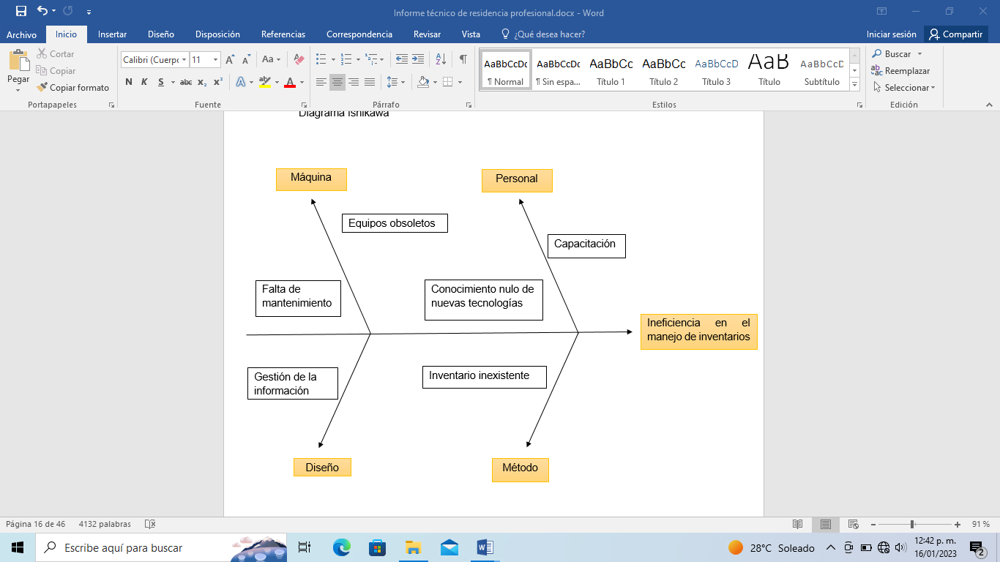 Informe técnico de residencia profesional.docx - Word
Archivo Inicio Insertar Diseño Disposición Referencias Correspondencia Revisar Vista ¿Qué desea hacer? Iniciar sesión Compartir
Pegar
Cortar
Copiar
Copiar formato
Portapapeles
Calibri (Cuerpo 11
Aa
N K S abc x₂ x²
A ab A
Fuente
Párrafo
AaBbCcDc AaBbCcDc AaBbCc AaBbCc AaBbCcD AaB AaBbCcD
¶ Normal ¶ Sin espa... Título 1 Título 2 Título 3 Título Subtítulo
Estilos
Buscar
Reemplazar
Seleccionar
Edición
Diagrama Ishikawa
Máquina
Personal
Equipos obsoletos
Capacitación
Falta de
mantenimiento
Conocimiento nulo de
nuevas tecnologías
Ineficiencia en el
manejo de inventarios
Gestión de la
información
Inventario inexistente
Diseño
Método
Página 16 de 46 4132 palabras 91 %
Escribe aquí para buscar
28°C Soleado
12:42 p. m.
16/01/2023
2